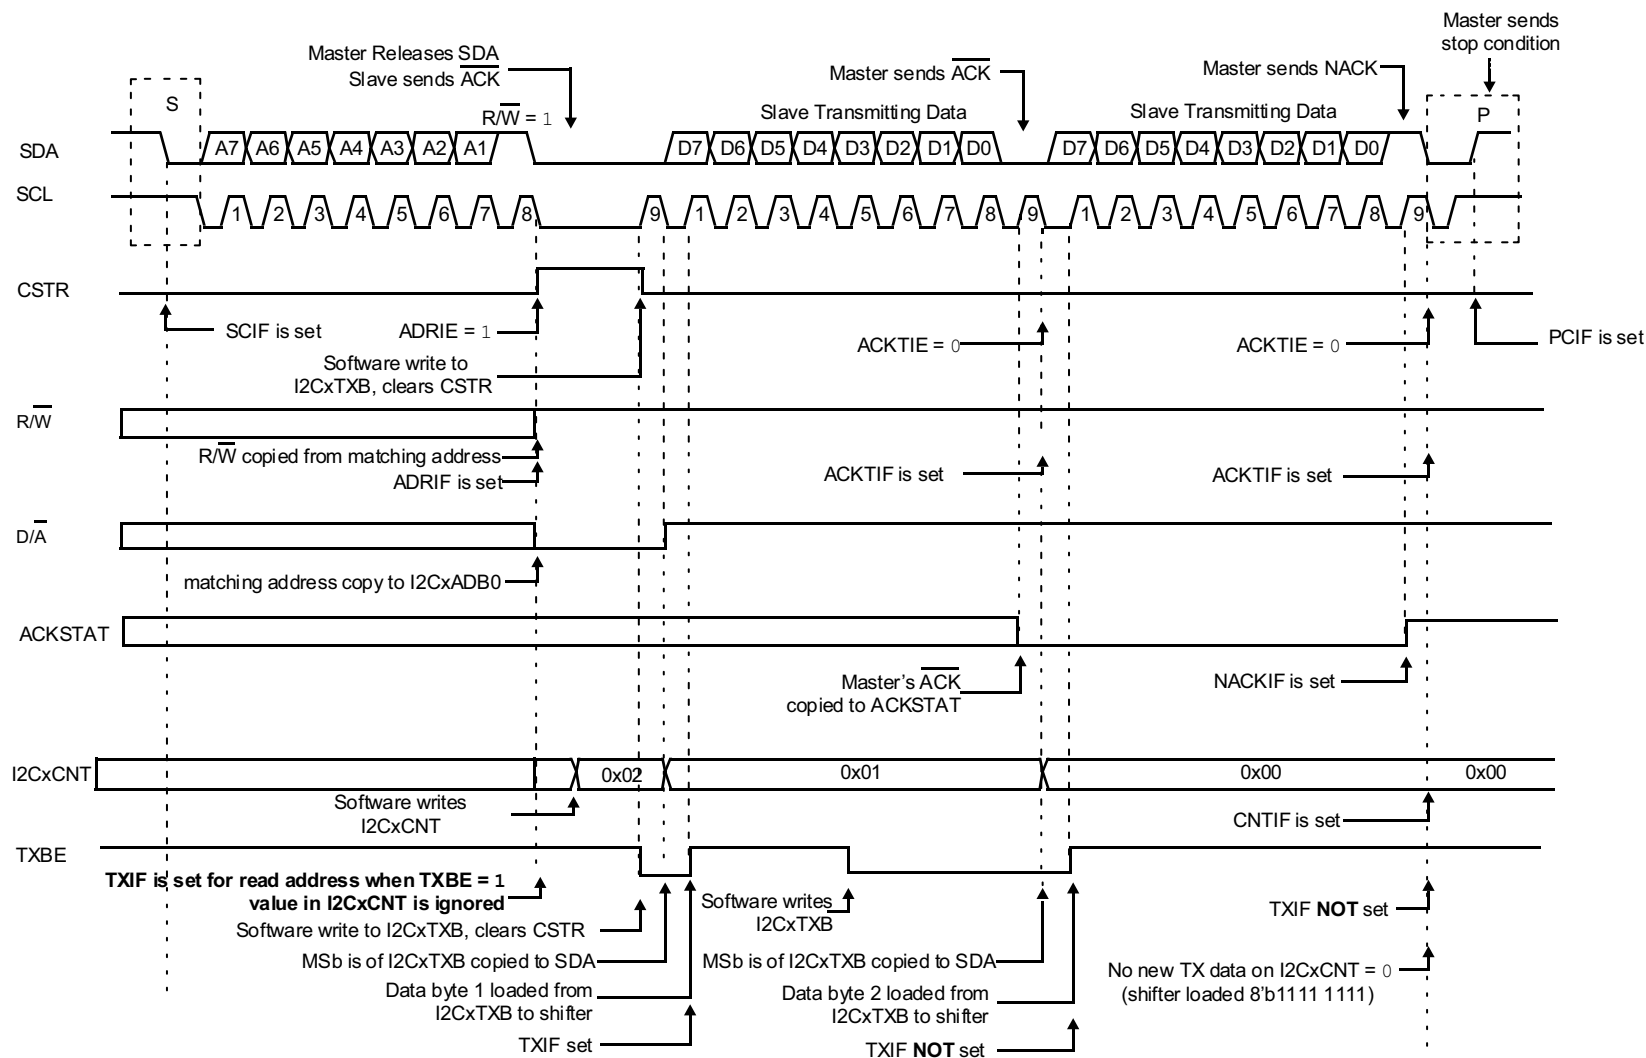 Master sends
stop condition
Master Releases SDA
Slave sends ACK
Master sends ACK
Master sends NACK
S
R/W = 1
Slave Transmitting Data
Slave Transmitting Data
P
SDA
A7 A6 A5 A4 A3 A2 A1
D7 D6 D5 D4 D3 D2 D1 D0
D7 D6 D5 D4 D3 D2 D1 D0
SCL
1 2 3 4 5 6 7 8 9
1 2 3 4 5 6 7 8 9
1 2 3 4 5 6 7 8 9
CSTR
SCIF is set
ADRIE = 1
ACKTIE = 0
ACKTIE = 0
PCIF is set
Software write to
I2CxTXB, clears CSTR
R/W
R/W copied from matching address
ADRIF is set
ACKTIF is set
ACKTIF is set
D/A
matching address copy to I2CxADB0
ACKSTAT
Master's ACK
copied to ACKSTAT
NACKIF is set
I2CxCNT
0x02
0x01
0x00
0x00
Software writes
I2CxCNT
CNTIF is set
TXBE
TXIF is set for read address when TXBE = 1
value in I2CxCNT is ignored
Software writes
I2CxTXB
TXIF NOT set
Software write to I2CxTXB, clears CSTR
MSb is of I2CxTXB copied to SDA
MSb is of I2CxTXB copied to SDA
No new TX data on I2CxCNT = 0
(shifter loaded 8'b1111 1111)
Data byte 1 loaded from
I2CxTXB to shifter
Data byte 2 loaded from
I2CxTXB to shifter
TXIF set
TXIF NOT set